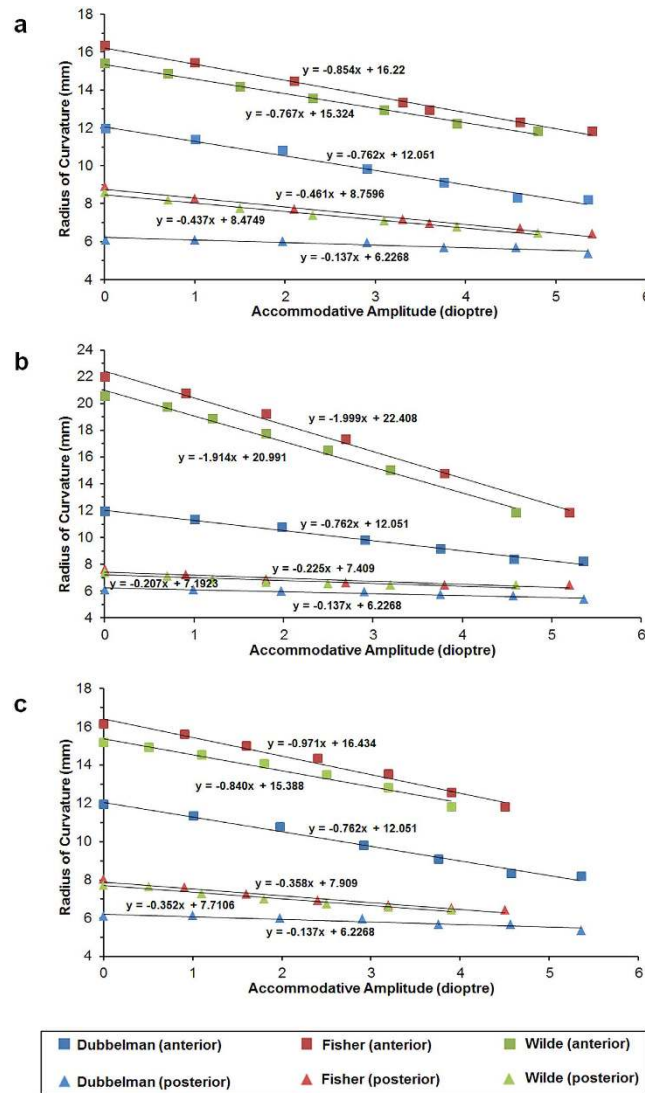 a
18
16
14
12
10
8
6
4
Radius of Curvature (mm)
y = -0.854x + 16.22
y = -0.767x + 15.324
y = -0.762x + 12.051
y = -0.461x + 8.7596
y = -0.437x + 8.4749
y = -0.137x + 6.2268
0 1 2 3 4 5 6
Accommodative Amplitude (dioptre)
b
24
22
20
18
16
14
12
10
8
6
4
Radius of Curvature (mm)
y = -1.999x + 22.408
y = -1.914x + 20.991
y = -0.762x + 12.051
y = -0.225x + 7.409
y = -0.207x + 7.1923
y = -0.137x + 6.2268
0 1 2 3 4 5 6
Accommodative Amplitude (dioptre)
c
18
16
14
12
10
8
6
4
Radius of Curvature (mm)
y = -0.971x + 16.434
y = -0.840x + 15.388
y = -0.762x + 12.051
y = -0.358x + 7.909
y = -0.352x + 7.7106
y = -0.137x + 6.2268
0 1 2 3 4 5 6
Accommodative Amplitude (dioptre)
Dubbelman (anterior) Fisher (anterior) Wilde (anterior)
Dubbelman (posterior) Fisher (posterior) Wilde (posterior)